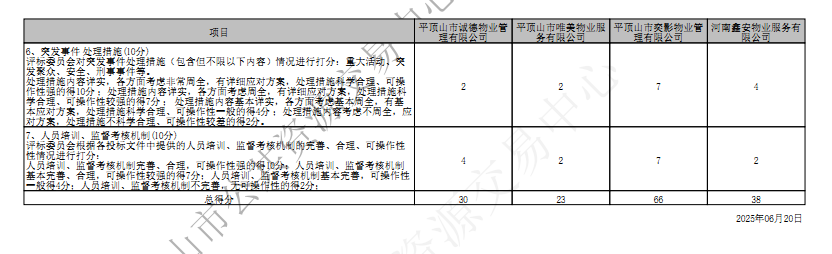 项目
平顶山市诚德物业管理有限公司
平顶山市唯美物业服务有限公司
平顶山市奕影物业管理有限公司
河南鑫安物业服务有限公司
6、突发事件处理措施(10分)
评标委员会对突发事件处理措施（包含但不限以下内容）情况进行打分：重大活动、突
发聚众、安全、刑事事件等。
处理措施内容详实，各方面考虑非常周全，有详细应对方案，处理措施科学合理、可操
作性强的得10分；处理措施内容详实，各方面考虑周全，有详细应对方案，处理措施科
学合理、可操作性较强的得7分； 处理措施内容基本详实，各方面考虑基本周全，有基
本应对方案，处理措施科学合理、可操作性一般的得4分；处理措施内容考虑不周全，应
对方案，处理措施不科学合理、可操作性较差的得2分。
2
2
7
4
7、人员培训、监督考核机制(10分)
评标委员会根据各投标文件中提供的人员培训、监督考核机制的完善、合理、可操作性
性情况进行打分：
人员培训、监督考核机制完善，合理，可操作性强的得10分；人员培训、监督考核机制
基本完善、合理，可操作性较强的得7分；人员培训、监督考核机制基本完善，可操作性
一般得4分；人员培训、监督考核机制不完善，无可操作性的得2分；
4
2
7
2
总得分
30
23
66
38
2025年06月20日